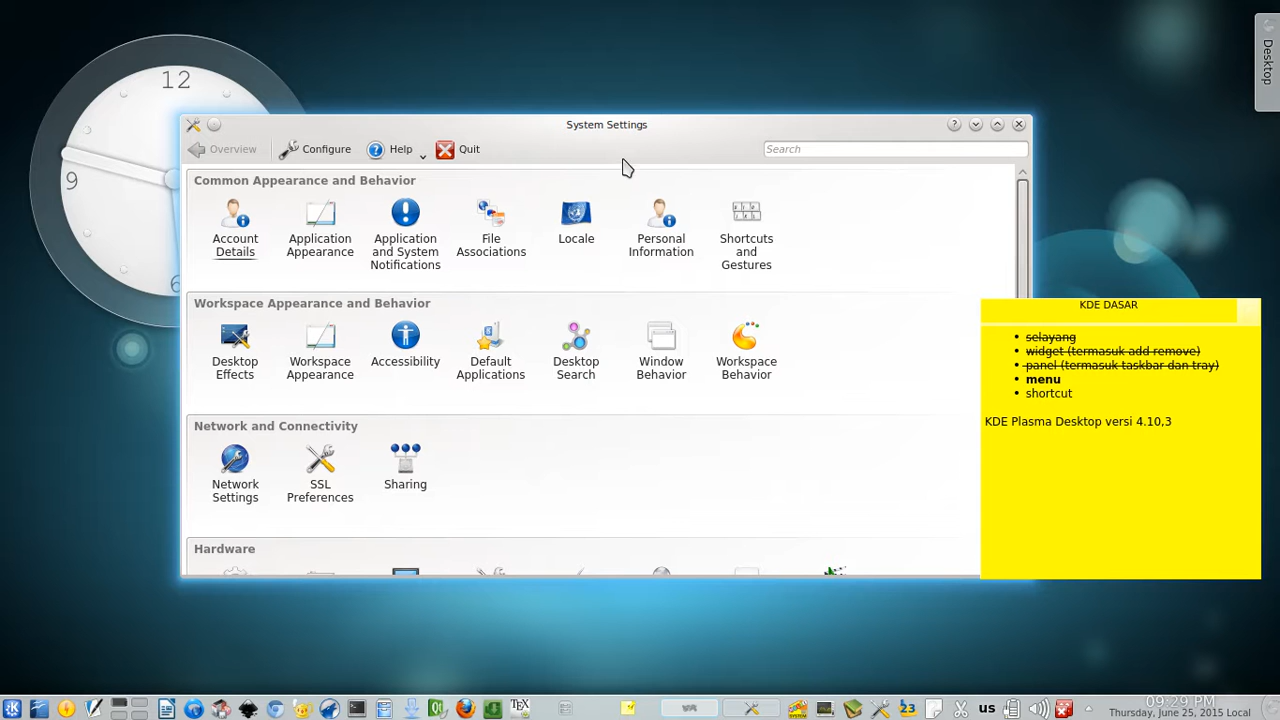 12
9
6
Desktop
System Settings
Overview
Configure
Help
Quit
Search
Common Appearance and Behavior
Account Details
Application Appearance
Application and System Notifications
File Associations
Locale
Personal Information
Shortcuts and Gestures
Workspace Appearance and Behavior
Desktop Effects
Workspace Appearance
Accessibility
Default Applications
Desktop Search
Window Behavior
Workspace Behavior
Network and Connectivity
Network Settings
SSL Preferences
Sharing
Hardware
KDE DASAR
• selayang
• widget (termasuk add remove)
• panel (termasuk taskbar dan tray)
• menu
• shortcut
KDE Plasma Desktop versi 4.10,3
TEX
23
us
09:29 PM
Thursday, June 25, 2015 Local